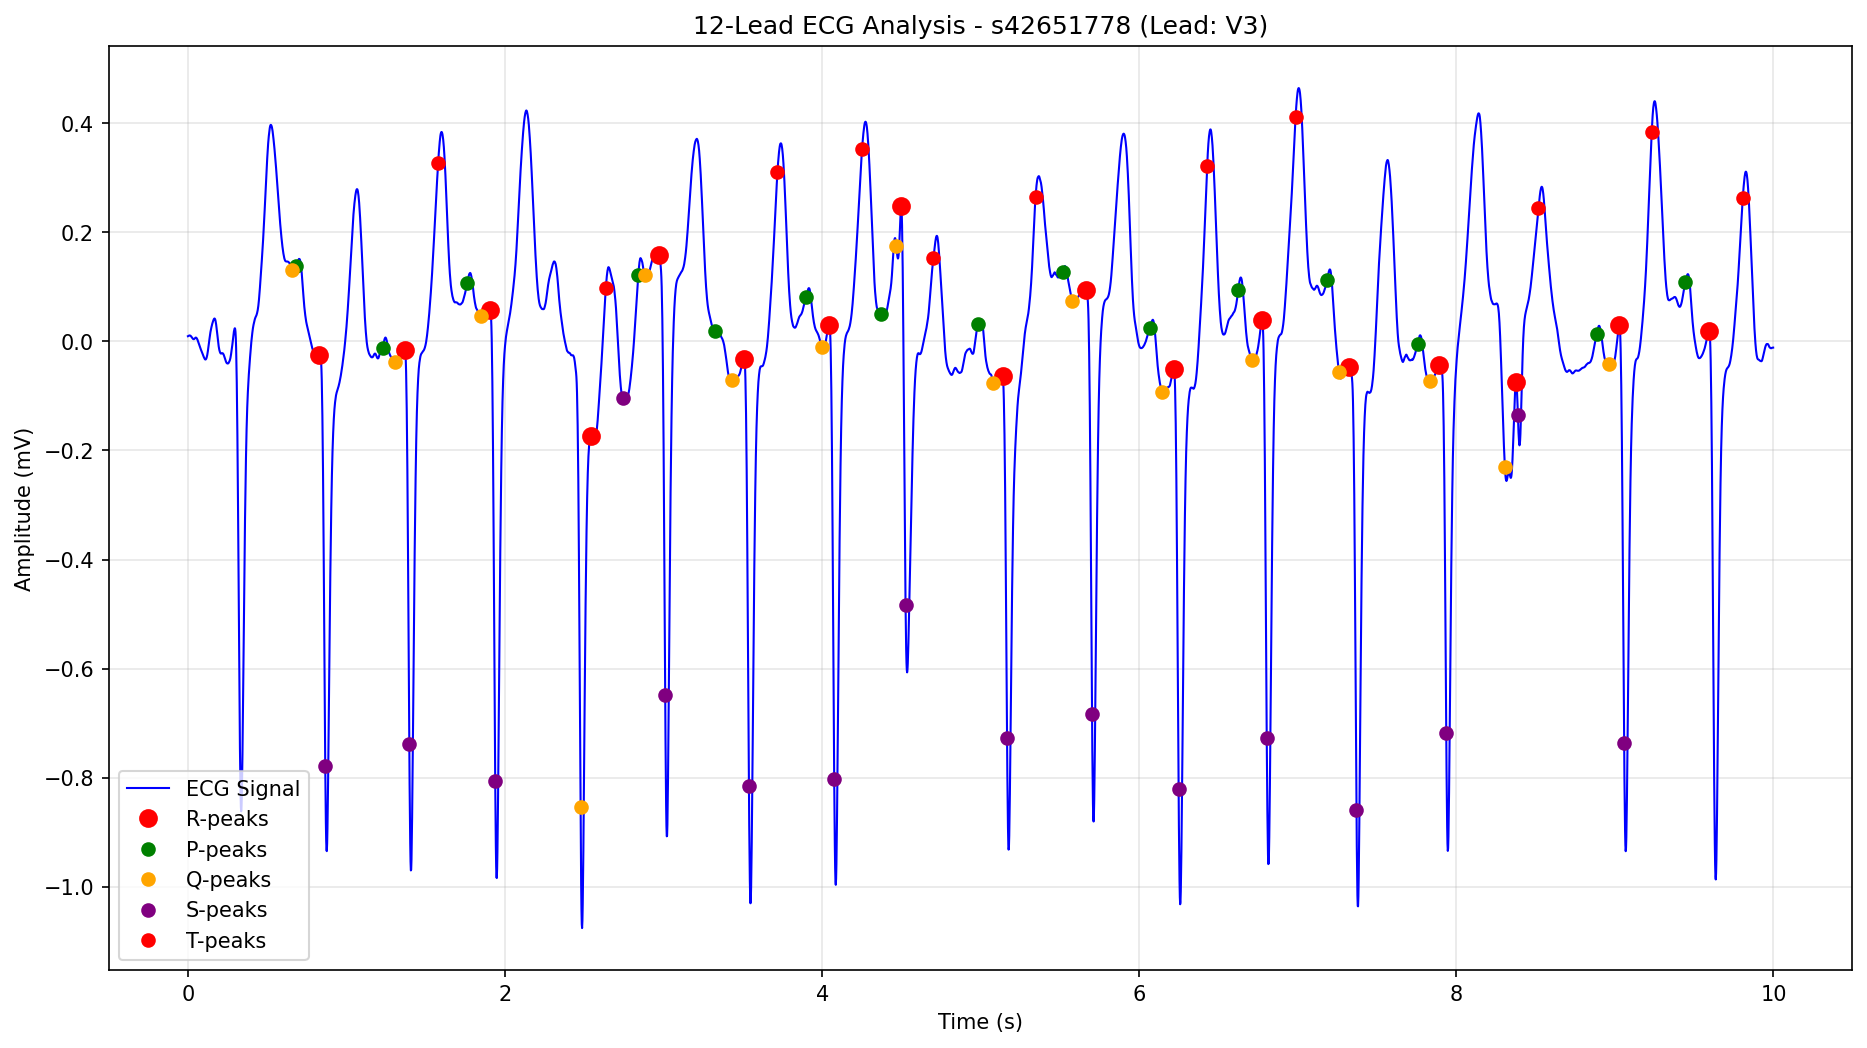 12-Lead ECG Analysis - s42651778 (Lead: V3)
Amplitude (mV)
0.4
0.2
0.0
−0.2
−0.4
−0.6
−0.8
−1.0
ECG Signal
R-peaks
P-peaks
Q-peaks
S-peaks
T-peaks
0 2 4 6 8 10
Time (s)